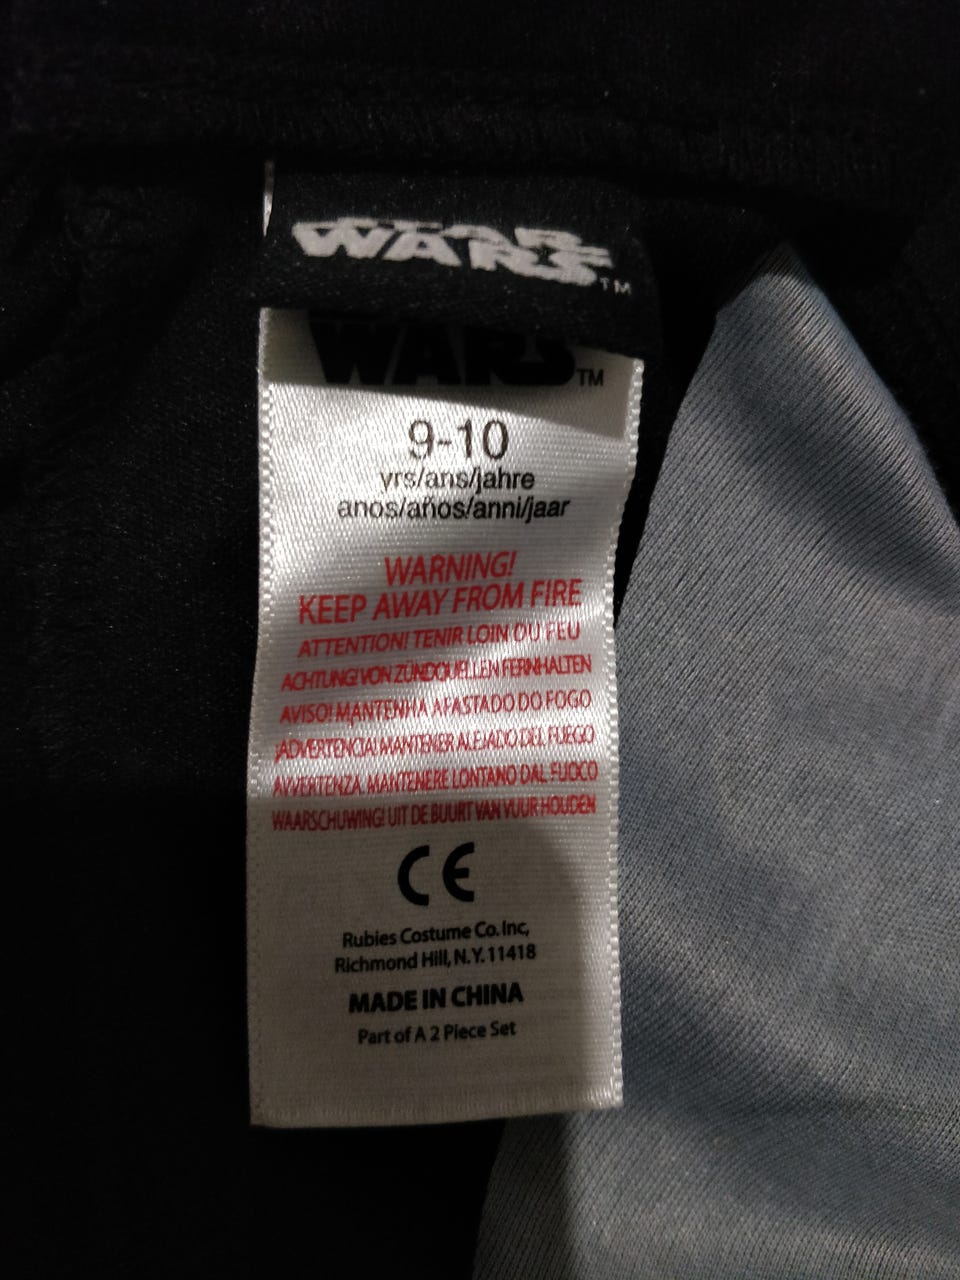 STAR
WARS™
WARS™
9-10
yrs/ans/jahre
anos/años/anni/jaar
WARNING!
KEEP AWAY FROM FIRE
ATTENTION! TENIR LOIN DU FEU
ACHTUNG! VON ZÜNDQUELLEN FERNHALTEN
AVISO! MANTENHA AFASTADO DO FOGO
¡ADVERTENCIA! MANTENER ALEJADO DEL FUEGO
AVVERTENZA. MANTENERE LONTANO DAL FUOCO
WAARSCHUWING! UIT DE BUURT VAN VUUR HOUDEN
CE
Rubies Costume Co. Inc,
Richmond Hill, N.Y. 11418
MADE IN CHINA
Part of A 2 Piece Set